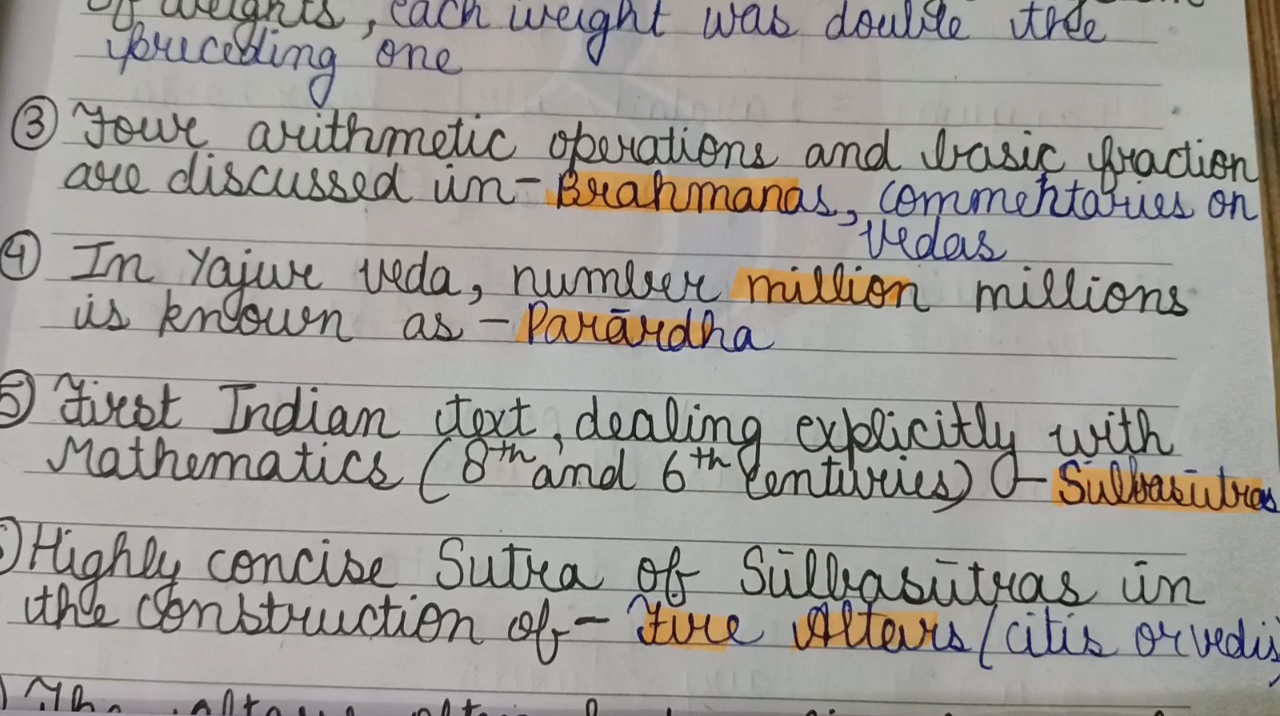 of weights, each weight was double the
preceding one
③ Four arithmetic operations and basic fraction
are discussed in - Brahmanas, commentaries on
Vedas
④ In Yajur veda, number million millions
is known as - Parārdha
⑤ First Indian text, dealing explicitly with
Mathematics (8th and 6th Centuries) - Sulbasūtras
Highly concise Sutra of Sūlbasūtras in
the construction of - Fire Altars (citis or vedis)
The